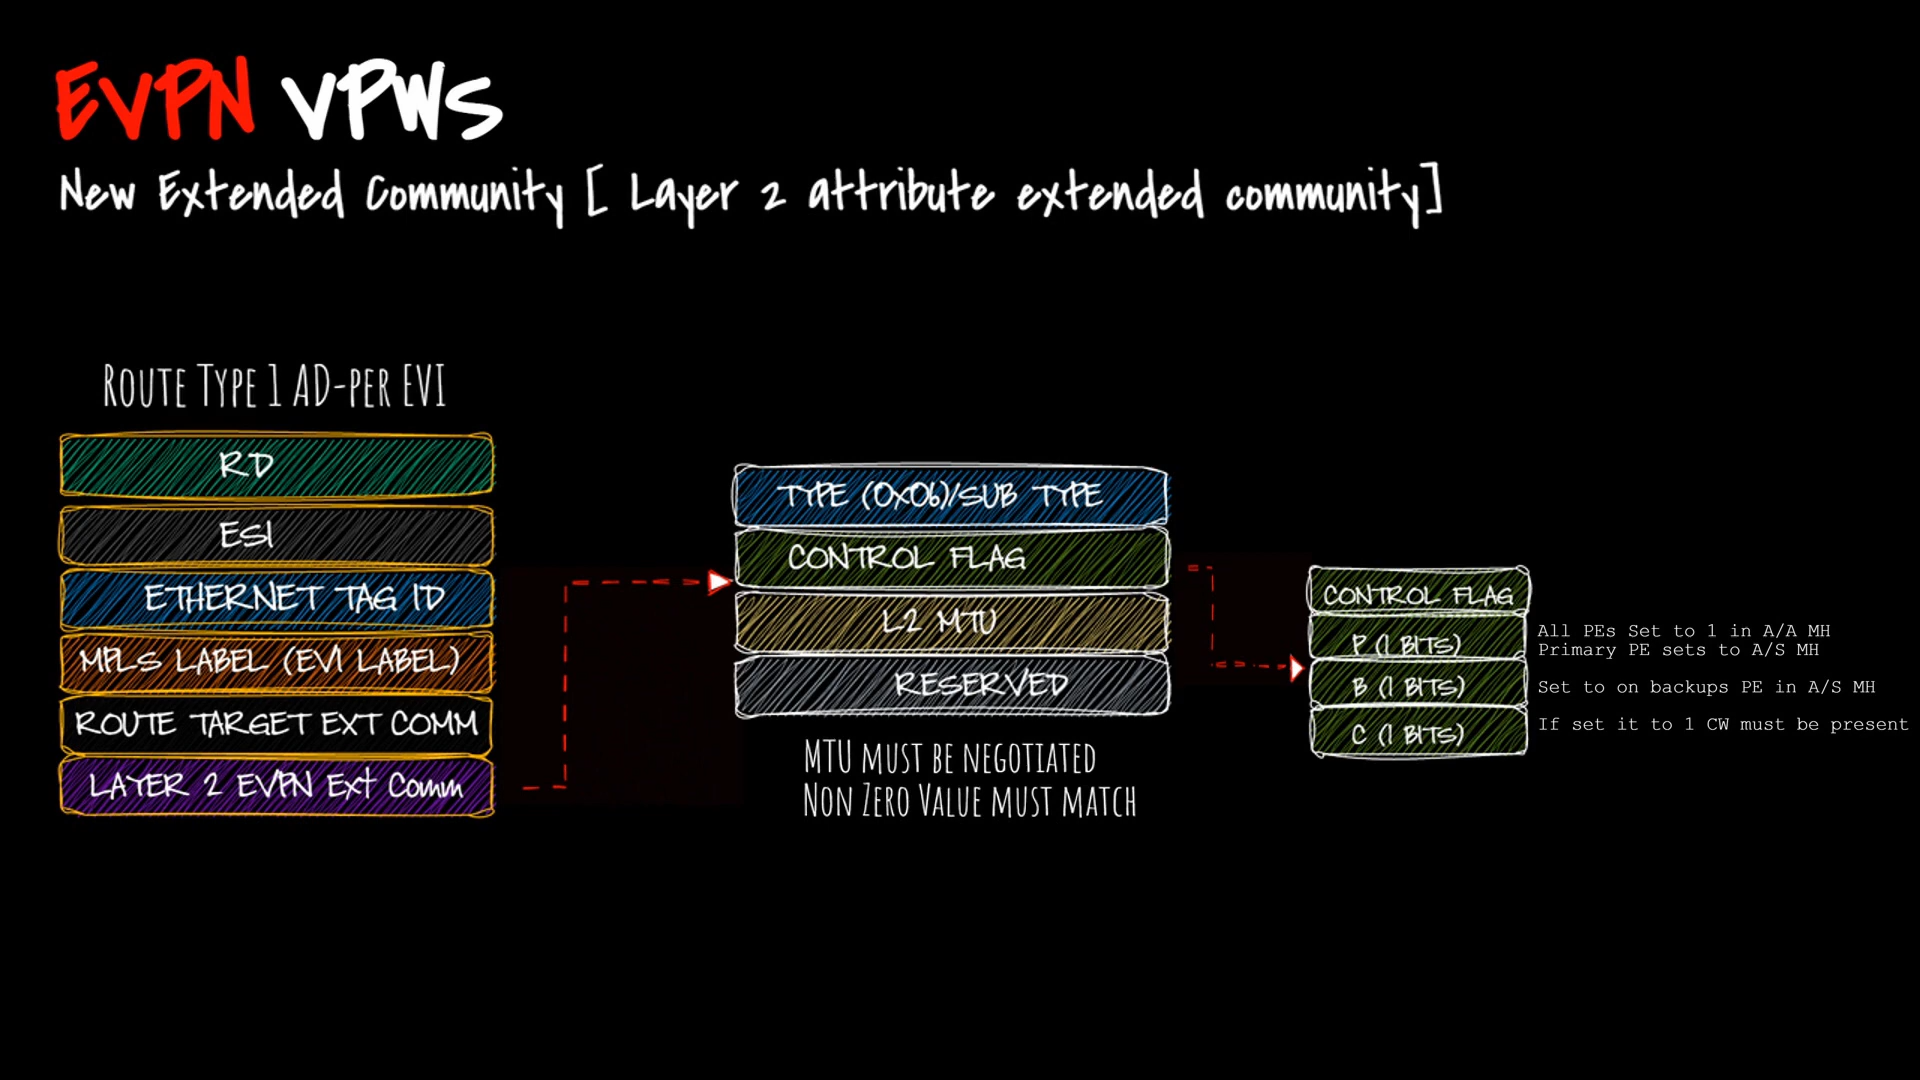 EVPN VPWS
New Extended Community [ Layer 2 attribute extended community]
Route Type 1 AD-per EVI
RD
ESI
ETHERNET TAG ID
MPLS LABEL (EVI LABEL)
ROUTE TARGET EXT COMM
LAYER 2 EVPN Ext Comm
TYPE (0x06)/SUB TYPE
CONTROL FLAG
L2 MTU
RESERVED
MTU must be negotiated
Non Zero Value must match
CONTROL FLAG
P (1 BITS)
B (1 BITS)
C (1 BITS)
All PEs Set to 1 in A/A MH
Primary PE sets to A/S MH
Set to on backups PE in A/S MH
If set it to 1 CW must be present